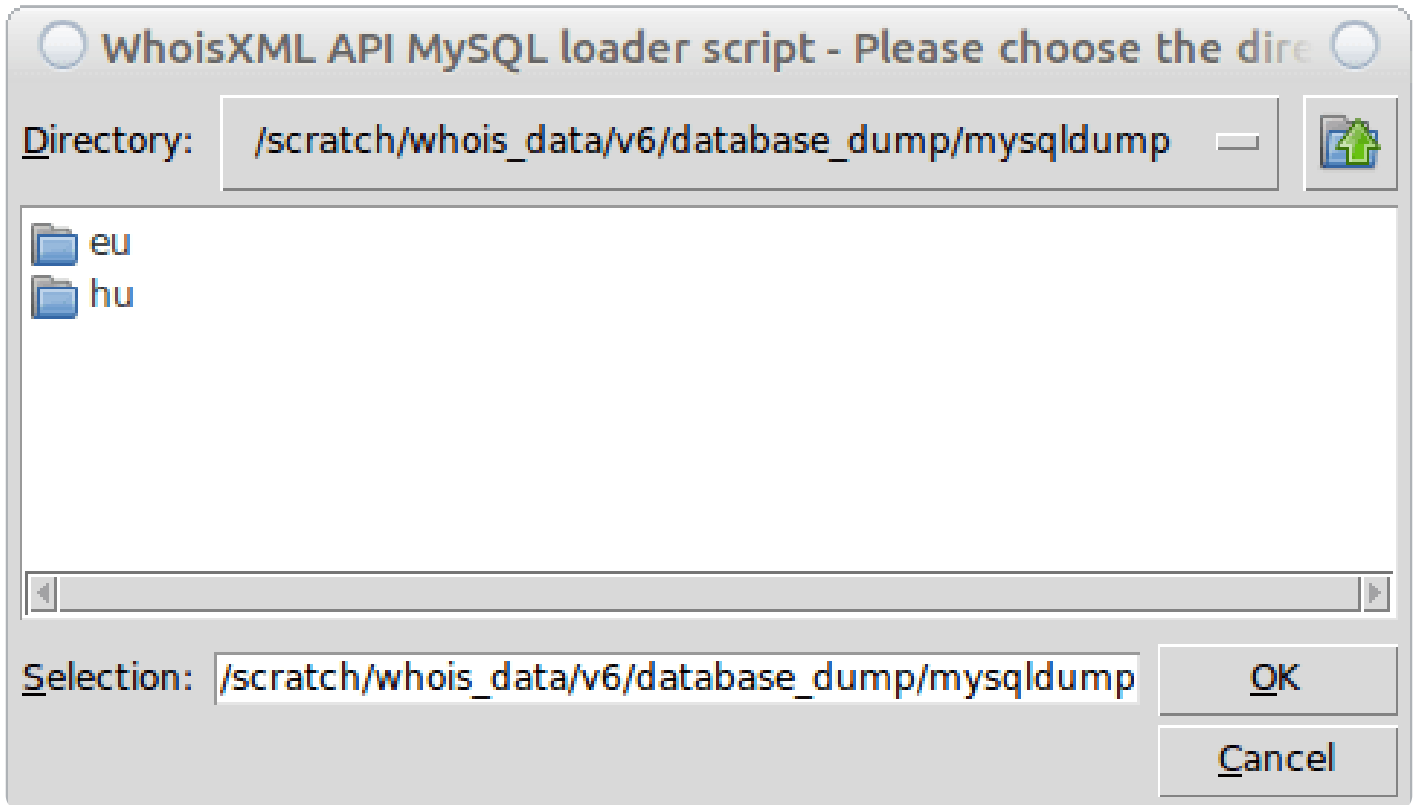 WhoisXML API MySQL loader script - Please choose the dire
Directory: /scratch/whois_data/v6/database_dump/mysqldump
eu
hu
Selection: /scratch/whois_data/v6/database_dump/mysqldump OK
Cancel